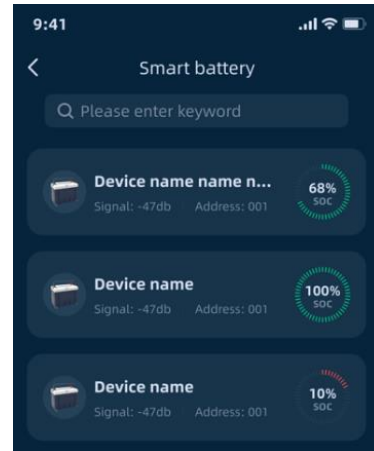 9:41
Smart battery
Please enter keyword
Device name name n...
Signal: -47db Address: 001
68%
SOC
Device name
Signal: -47db Address: 001
100%
SOC
Device name
Signal: -47db Address: 001
10%
SOC